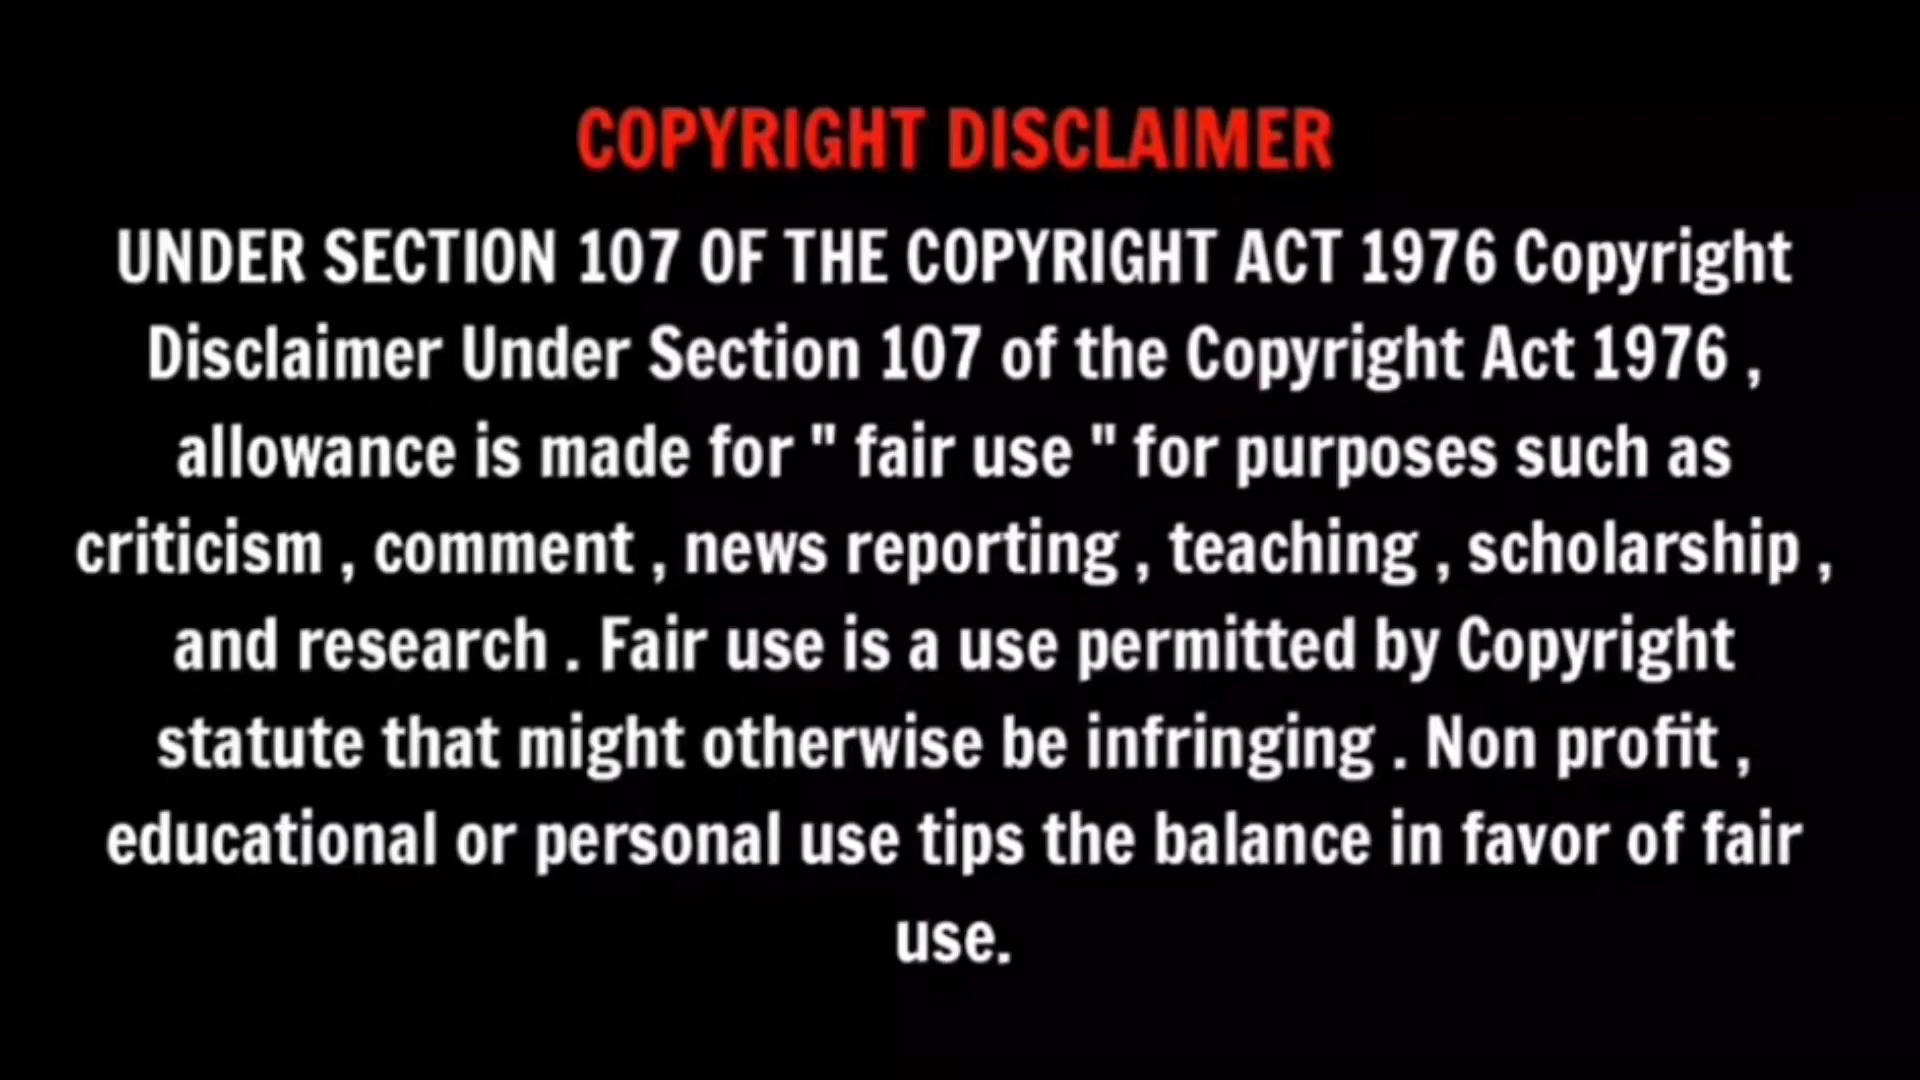 COPYRIGHT DISCLAIMER
UNDER SECTION 107 OF THE COPYRIGHT ACT 1976 Copyright
Disclaimer Under Section 107 of the Copyright Act 1976 ,
allowance is made for " fair use " for purposes such as
criticism , comment , news reporting , teaching , scholarship ,
and research . Fair use is a use permitted by Copyright
statute that might otherwise be infringing . Non profit ,
educational or personal use tips the balance in favor of fair
use.